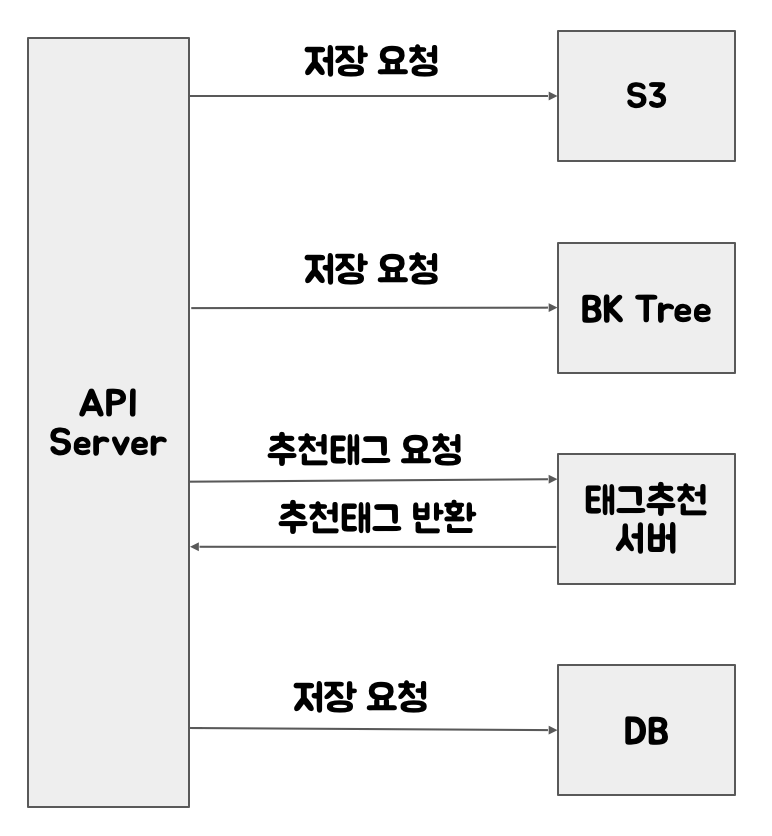 저장 요청
S3
저장 요청
BK Tree
API
Server
추천태그 요청
추천태그 반환
태그추천
서버
저장 요청
DB